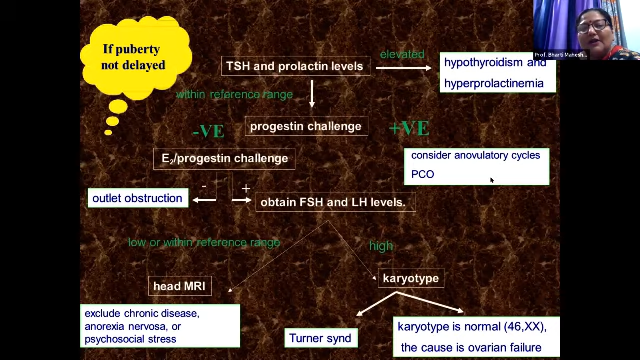 If puberty
not delayed
Prof. Bharti Mahesh...
TSH and prolactin levels
elevated
hypothyroidism and
hyperprolactinemia
within reference range
-VE
progestin challenge
+VE
E2/progestin challenge
consider anovulatory cycles
PCO
outlet obstruction
-
+
obtain FSH and LH levels.
low or within reference range
high
head MRI
karyotype
exclude chronic disease,
anorexia nervosa, or
psychosocial stress
Turner synd
karyotype is normal (46,XX),
the cause is ovarian failure